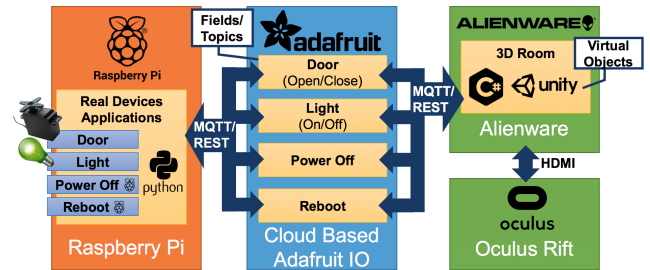 Raspberry Pi
Real Devices
Applications
Door
Light
Power Off
Reboot
python
Raspberry Pi
MQTT/
REST
Fields/
Topics
adafruit
Door
(Open/Close)
Light
(On/Off)
Power Off
Reboot
Cloud Based
Adafruit IO
MQTT/
REST
ALIENWARE
3D Room
Virtual
Objects
C#
unity
Alienware
HDMI
oculus
Oculus Rift